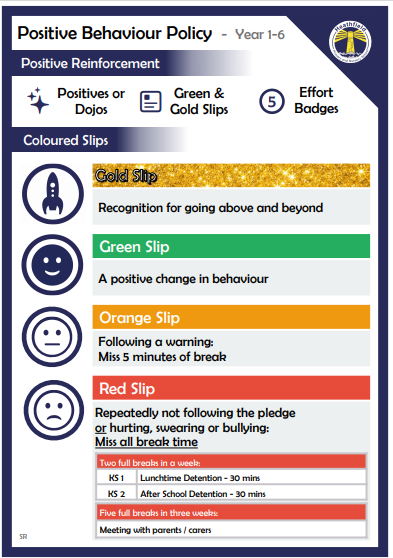 Positive Behaviour Policy - Year 1-6
Heathfield
Positive Reinforcement
Positives or
Dojos
Green &
Gold Slips
5
Effort
Badges
Coloured Slips
Gold Slip
Recognition for going above and beyond
Green Slip
A positive change in behaviour
Orange Slip
Following a warning:
Miss 5 minutes of break
Red Slip
Repeatedly not following the pledge
or hurting, swearing or bullying:
Miss all break time
Two full breaks in a week:
KS 1 Lunchtime Detention - 30 mins
KS 2 After School Detention - 30 mins
Five full breaks in three weeks:
Meeting with parents / carers